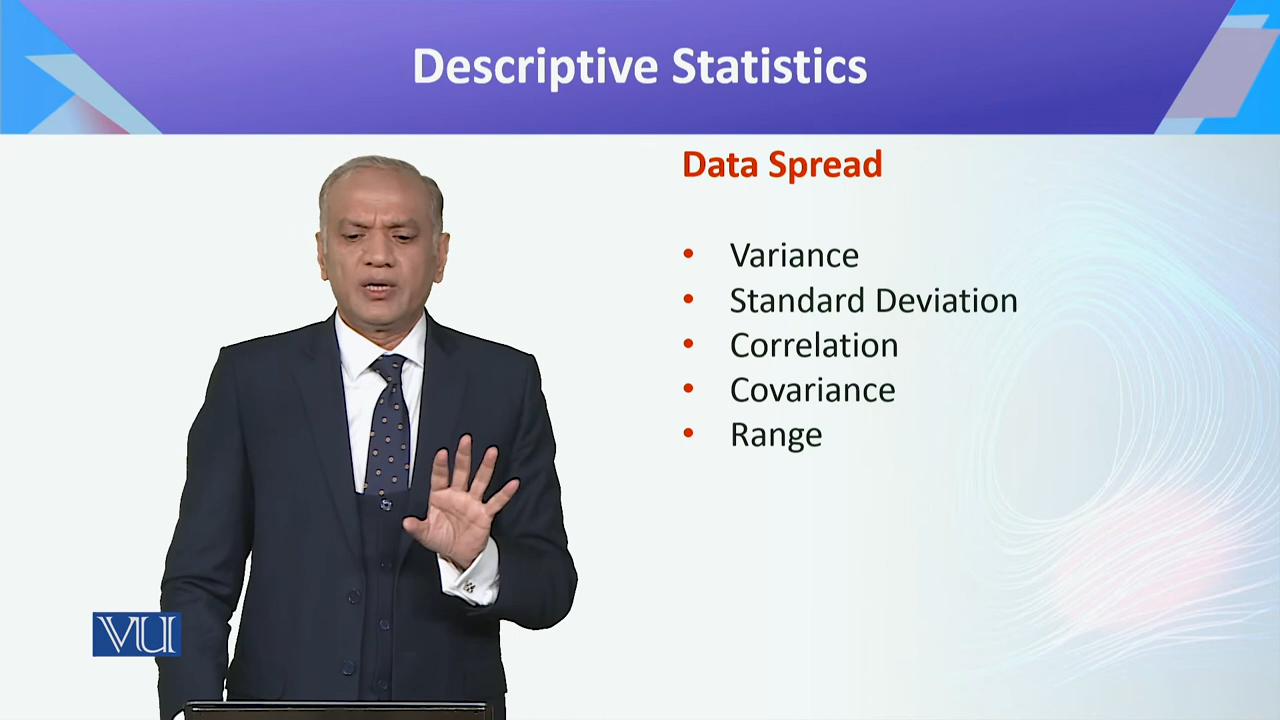 Descriptive Statistics
Data Spread
• Variance
• Standard Deviation
• Correlation
• Covariance
• Range
VU